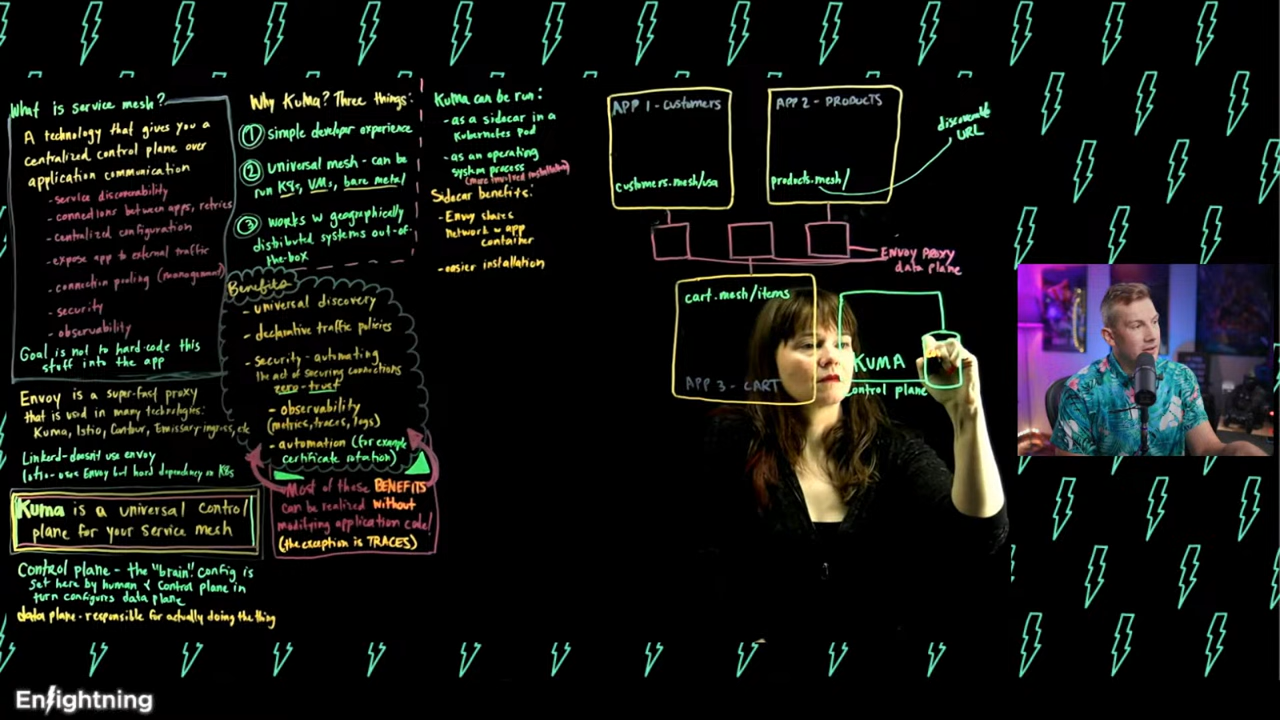 What is service mesh?
A technology that gives you a
centralized control plane over
application communication
- service discoverability
- connections between apps, retries
- centralized configuration
- expose app to external traffic
- connection pooling (management)
- security
- observability
Goal is not to hard-code this
stuff into the app
Envoy is a super-fast proxy
that is used in many technologies:
Kuma, Istio, Contour, Emissary-ingress, etc
Linkerd-doesn't use envoy
Istio-uses Envoy but hard dependency on K8s
Kuma is a universal control
plane for your service mesh
Control plane - the "brain". Config is
set here by human & control plane in
turn configures data plane
data plane - responsible for actually doing the thing
Why Kuma? Three things:
① simple developer experience
② universal mesh - can be
run K8s, VMs, bare metal
③ works w geographically
distributed systems out-of-
the-box
Benefits
- universal discovery
- declarative traffic policies
- security - automating
the act of securing connections
zero-trust
- observability
(metrics, traces, logs)
- automation (for example
certificate rotation)
Most of these BENEFITS
can be realized without
modifying application code!
(the exception is TRACES)
Kuma can be run:
- as a sidecar in a
Kubernetes pod
- as an operating
system process
(more involved installation)
Sidecar benefits:
- Envoy shares
Network w app
container
- easier installation
APP 1 - CUSTOMERS
customers.mesh/usa
APP 2 - PRODUCTS
products.mesh/
discoverable
URL
ENVOY PROXY
data plane
cart.mesh/items
APP 3 - CART
KUMA
Control plane
Enlightning